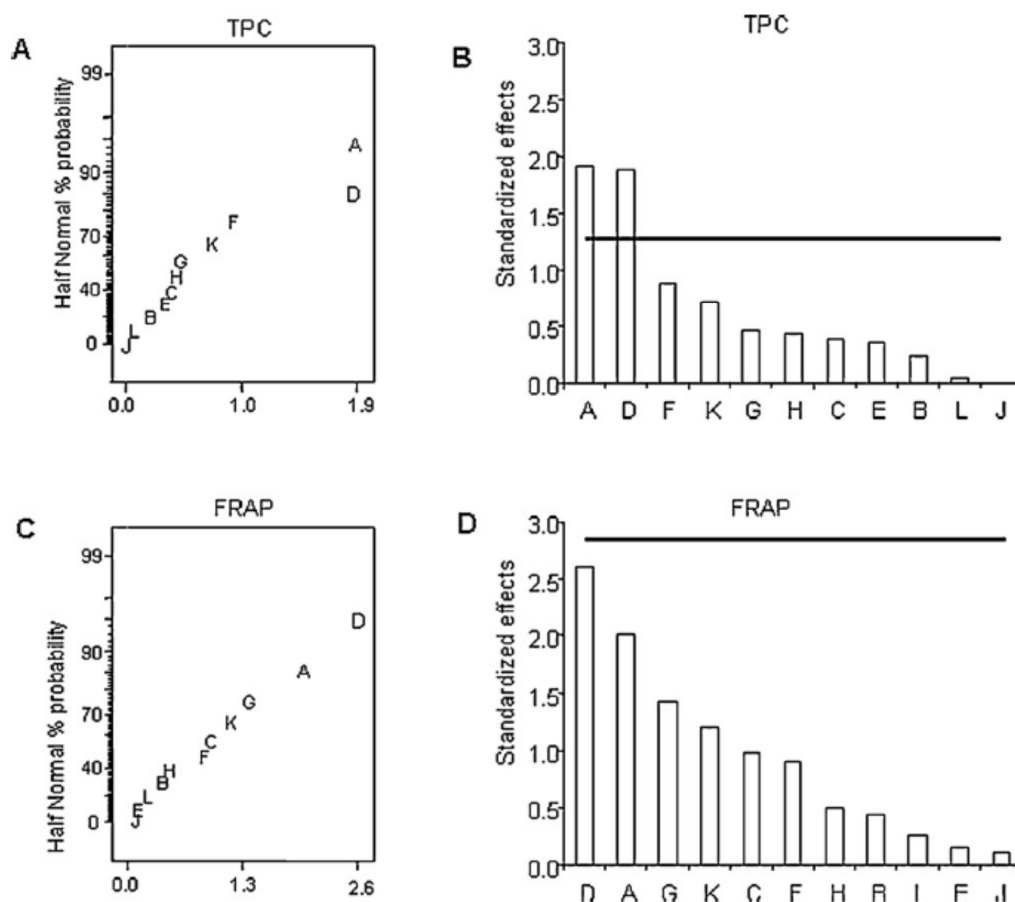 A
TPC
Half Normal % probability
99
90
70
40
0
A
D
F
K
G
H
C
E
B
L
J
0.0 1.0 1.9
B
TPC
Standardized effects
3.0
2.5
2.0
1.5
1.0
0.5
0.0
A D F K G H C E B L J
C
FRAP
Half Normal % probability
99
90
70
40
0
D
A
G
K
C
F
H
B
L
E
J
0.0 1.3 2.6
D
FRAP
Standardized effects
3.0
2.5
2.0
1.5
1.0
0.5
0.0
D A G K C F H B L E J